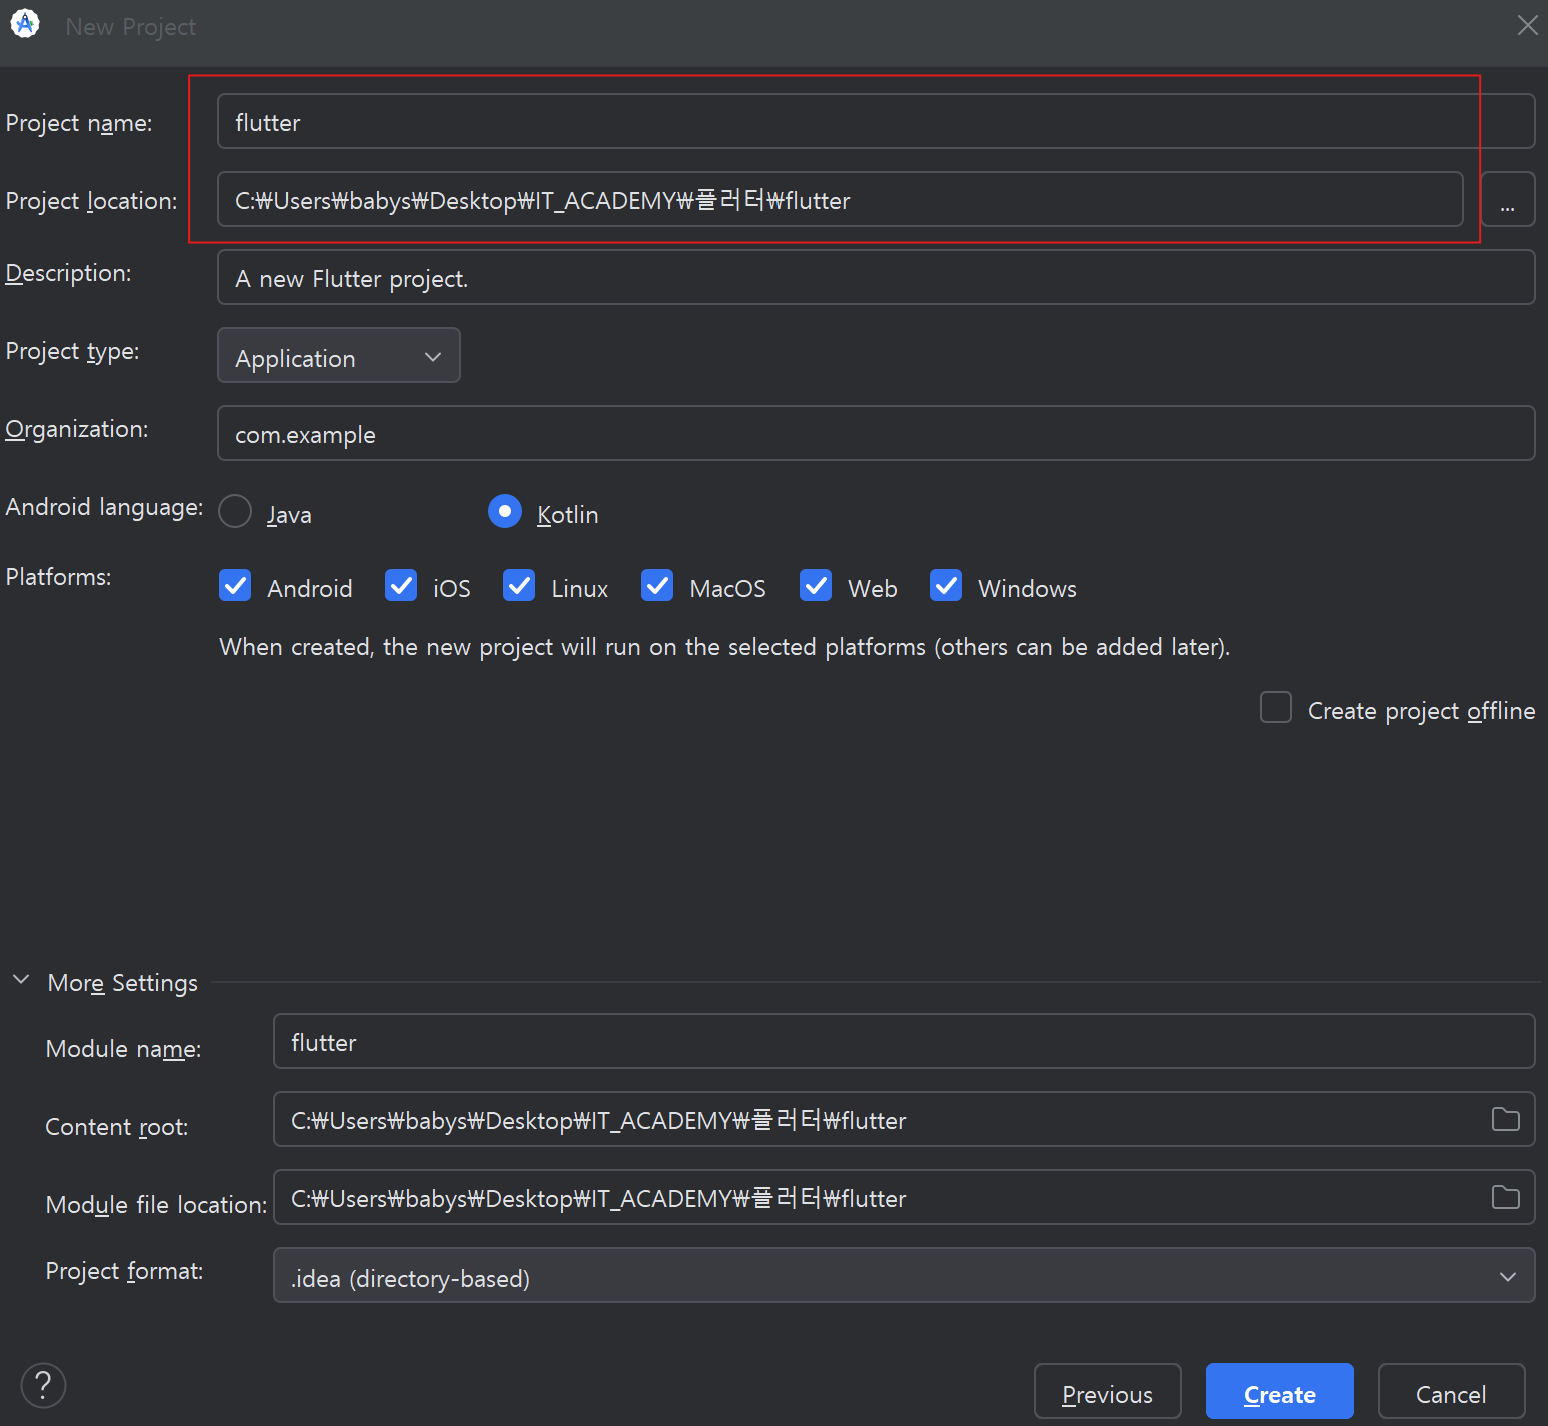 New Project
Project name: flutter
Project location: C:₩Users₩babys₩Desktop₩IT_ACADEMY₩플러터₩flutter ...
Description: A new Flutter project.
Project type: Application
Organization: com.example
Android language: Java Kotlin
Platforms: Android iOS Linux MacOS Web Windows
When created, the new project will run on the selected platforms (others can be added later).
Create project offline
More Settings
Module name: flutter
Content root: C:₩Users₩babys₩Desktop₩IT_ACADEMY₩플러터₩flutter
Module file location: C:₩Users₩babys₩Desktop₩IT_ACADEMY₩플러터₩flutter
Project format: .idea (directory-based)
? Previous Create Cancel